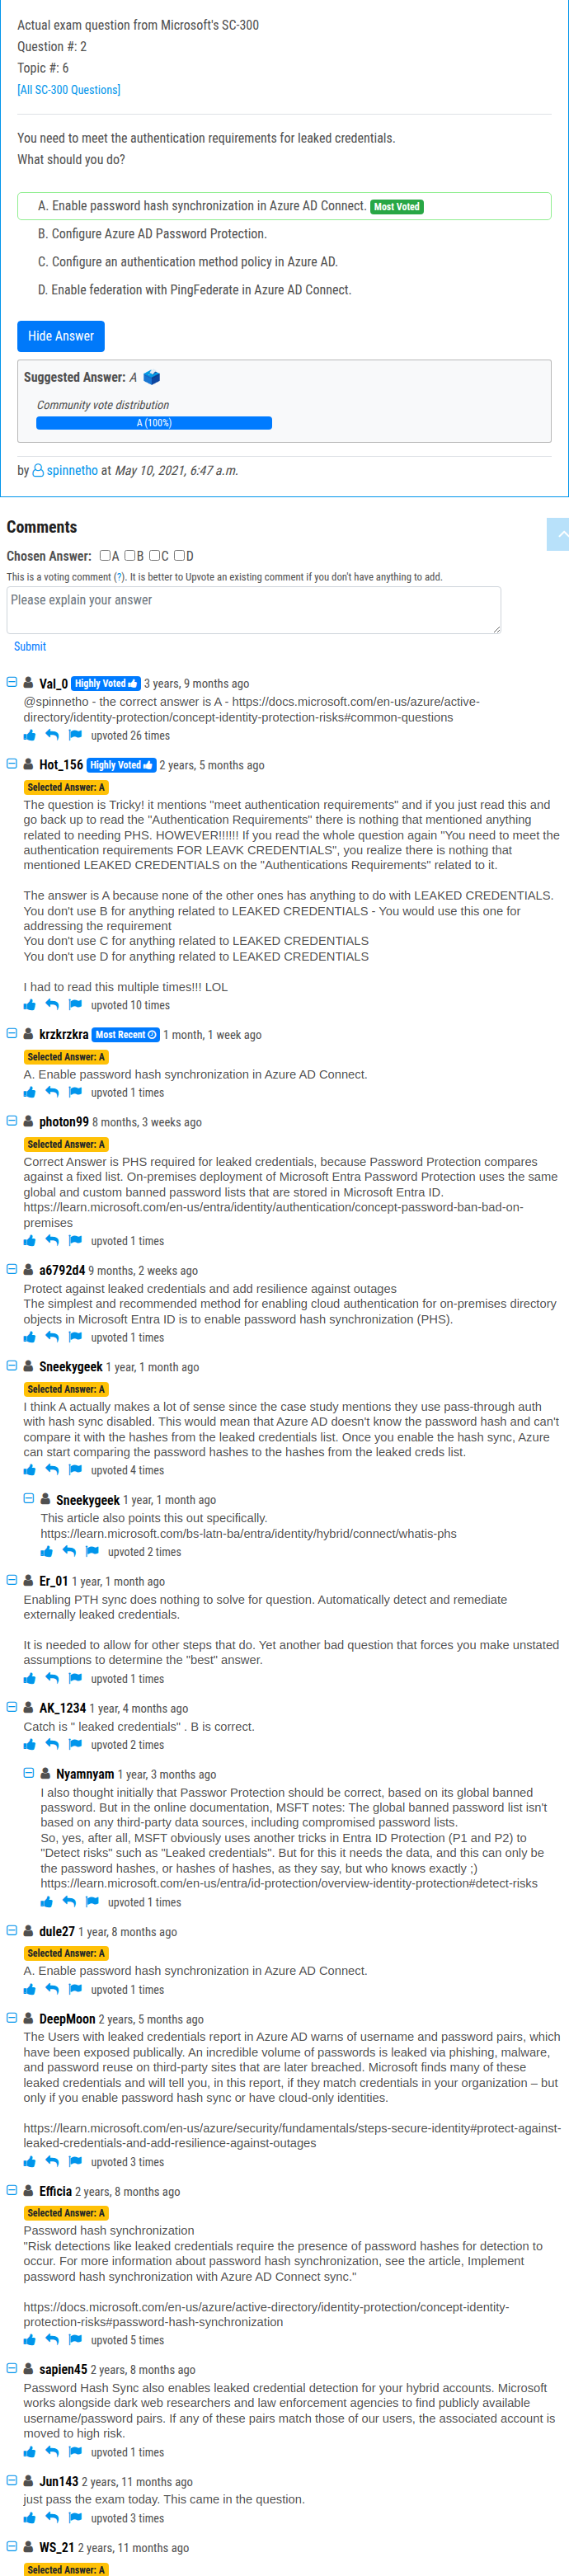 Actual exam question from Microsoft's SC-300
Question #: 2
Topic #: 6
[All SC-300 Questions]
You need to meet the authentication requirements for leaked credentials.
What should you do?
A. Enable password hash synchronization in Azure AD Connect. Most Voted
B. Configure Azure AD Password Protection.
C. Configure an authentication method policy in Azure AD.
D. Enable federation with PingFederate in Azure AD Connect.
Hide Answer
Suggested Answer: A
Community vote distribution
A (100%)
by spinnetho at May 10, 2021, 6:47 a.m.
Comments
Chosen Answer: A B C D
This is a voting comment (?). It is better to Upvote an existing comment if you don't have anything to add.
Please explain your answer
Submit
Val_0 Highly Voted 3 years, 9 months ago
@spinnetho - the correct answer is A - https://docs.microsoft.com/en-us/azure/active-
directory/identity-protection/concept-identity-protection-risks#common-questions
upvoted 26 times
Hot_156 Highly Voted 2 years, 5 months ago
Selected Answer: A
The question is Tricky! it mentions "meet authentication requirements" and if you just read this and
go back up to read the "Authentication Requirements" there is nothing that mentioned anything
related to needing PHS. HOWEVER!!!!!! If you read the whole question again "You need to meet the
authentication requirements FOR LEAVK CREDENTIALS", you realize there is nothing that
mentioned LEAKED CREDENTIALS on the "Authentications Requirements" related to it.
The answer is A because none of the other ones has anything to do with LEAKED CREDENTIALS.
You don't use B for anything related to LEAKED CREDENTIALS - You would use this one for
addressing the requirement
You don't use C for anything related to LEAKED CREDENTIALS
You don't use D for anything related to LEAKED CREDENTIALS
I had to read this multiple times!!! LOL
upvoted 10 times
krzkrzkra Most Recent 1 month, 1 week ago
Selected Answer: A
A. Enable password hash synchronization in Azure AD Connect.
upvoted 1 times
photon99 8 months, 3 weeks ago
Selected Answer: A
Correct Answer is PHS required for leaked credentials, because Password Protection compares
against a fixed list. On-premises deployment of Microsoft Entra Password Protection uses the same
global and custom banned password lists that are stored in Microsoft Entra ID.
https://learn.microsoft.com/en-us/entra/identity/authentication/concept-password-ban-bad-on-
premises
upvoted 1 times
a6792d4 9 months, 2 weeks ago
Protect against leaked credentials and add resilience against outages
The simplest and recommended method for enabling cloud authentication for on-premises directory
objects in Microsoft Entra ID is to enable password hash synchronization (PHS).
upvoted 1 times
Sneekygeek 1 year, 1 month ago
Selected Answer: A
I think A actually makes a lot of sense since the case study mentions they use pass-through auth
with hash sync disabled. This would mean that Azure AD doesn't know the password hash and can't
compare it with the hashes from the leaked credentials list. Once you enable the hash sync, Azure
can start comparing the password hashes to the hashes from the leaked creds list.
upvoted 4 times
Sneekygeek 1 year, 1 month ago
This article also points this out specifically.
https://learn.microsoft.com/bs-latn-ba/entra/identity/hybrid/connect/whatis-phs
upvoted 2 times
Er_01 1 year, 1 month ago
Enabling PTH sync does nothing to solve for question. Automatically detect and remediate
externally leaked credentials.
It is needed to allow for other steps that do. Yet another bad question that forces you make unstated
assumptions to determine the "best" answer.
upvoted 1 times
AK_1234 1 year, 4 months ago
Catch is " leaked credentials" . B is correct.
upvoted 2 times
Nyamnyam 1 year, 3 months ago
I also thought initially that Passwor Protection should be correct, based on its global banned
password. But in the online documentation, MSFT notes: The global banned password list isn't
based on any third-party data sources, including compromised password lists.
So, yes, after all, MSFT obviously uses another tricks in Entra ID Protection (P1 and P2) to
"Detect risks" such as "Leaked credentials". But for this it needs the data, and this can only be
the password hashes, or hashes of hashes, as they say, but who knows exactly ;)
https://learn.microsoft.com/en-us/entra/id-protection/overview-identity-protection#detect-risks
upvoted 1 times
dule27 1 year, 8 months ago
Selected Answer: A
A. Enable password hash synchronization in Azure AD Connect.
upvoted 1 times
DeepMoon 2 years, 5 months ago
The Users with leaked credentials report in Azure AD warns of username and password pairs, which
have been exposed publically. An incredible volume of passwords is leaked via phishing, malware,
and password reuse on third-party sites that are later breached. Microsoft finds many of these
leaked credentials and will tell you, in this report, if they match credentials in your organization – but
only if you enable password hash sync or have cloud-only identities.
https://learn.microsoft.com/en-us/azure/security/fundamentals/steps-secure-identity#protect-against-
leaked-credentials-and-add-resilience-against-outages
upvoted 3 times
Efficia 2 years, 8 months ago
Selected Answer: A
Password hash synchronization
"Risk detections like leaked credentials require the presence of password hashes for detection to
occur. For more information about password hash synchronization, see the article, Implement
password hash synchronization with Azure AD Connect sync."
https://docs.microsoft.com/en-us/azure/active-directory/identity-protection/concept-identity-
protection-risks#password-hash-synchronization
upvoted 5 times
sapien45 2 years, 8 months ago
Password Hash Sync also enables leaked credential detection for your hybrid accounts. Microsoft
works alongside dark web researchers and law enforcement agencies to find publicly available
username/password pairs. If any of these pairs match those of our users, the associated account is
moved to high risk.
upvoted 1 times
Jun143 2 years, 11 months ago
just pass the exam today. This came in the question.
upvoted 3 times
WS_21 2 years, 11 months ago
Selected Answer: A